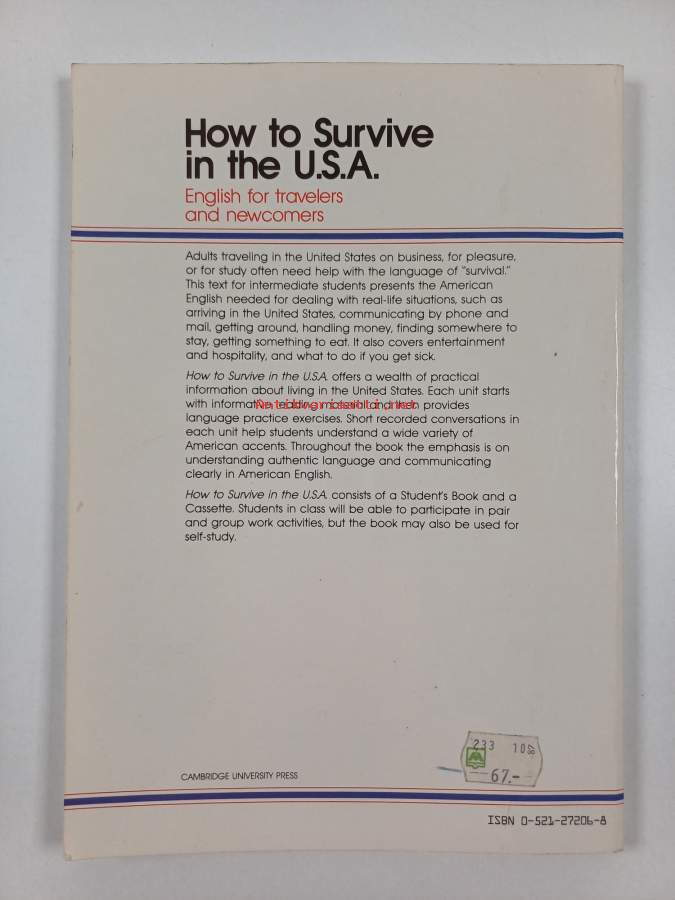 How to Survive
in the U.S.A.
English for travelers
and newcomers
Adults traveling in the United States on business, for pleasure,
or for study often need help with the language of "survival."
This text for intermediate students presents the American
English needed for dealing with real-life situations, such as
arriving in the United States, communicating by phone and
mail, getting around, handling money, finding somewhere to
stay, getting something to eat. It also covers entertainment
and hospitality, and what to do if you get sick.
How to Survive in the U.S.A. offers a wealth of practical
information about living in the United States. Each unit starts
with informative reading material and then provides
language practice exercises. Short recorded conversations in
each unit help students understand a wide variety of
American accents. Throughout the book the emphasis is on
understanding authentic language and communicating
clearly in American English.
How to Survive in the U.S.A. consists of a Student's Book and a
Cassette. Students in class will be able to participate in pair
and group work activities, but the book may also be used for
self-study.
233 10
67.-
CAMBRIDGE UNIVERSITY PRESS
ISBN 0-521-27206-8